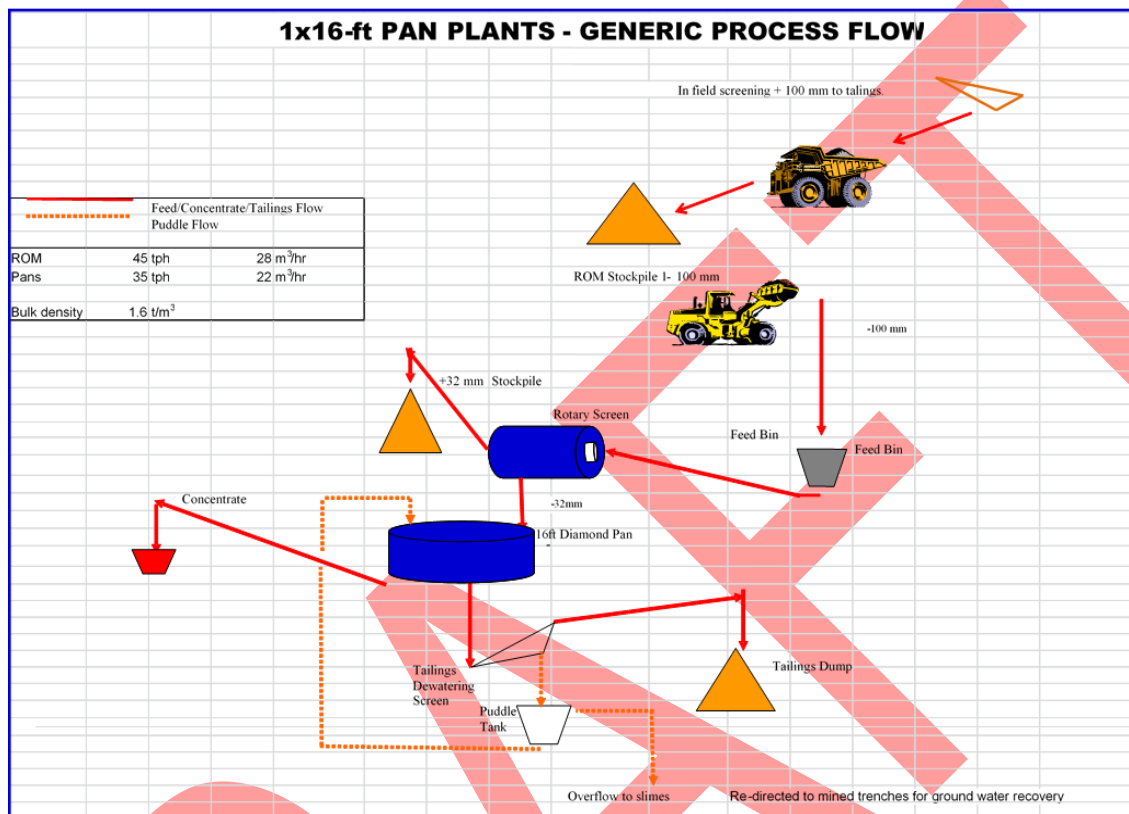 1x16-ft PAN PLANTS - GENERIC PROCESS FLOW
In field screening + 100 mm to talings.
Feed/Concentrate/Tailings Flow
Puddle Flow
ROM 45 tph 28 m³/hr
Pans 35 tph 22 m³/hr
Bulk density 1.6 t/m³
ROM Stockpile 1- 100 mm
-100 mm
+32 mm Stockpile
Rotary Screen
Feed Bin
Feed Bin
Concentrate
-32mm
16ft Diamond Pan
Tailings
Dewatering
Screen
Tailings Dump
Puddle
Tank
Overflow to slimes
Re-directed to mined trenches for ground water recovery